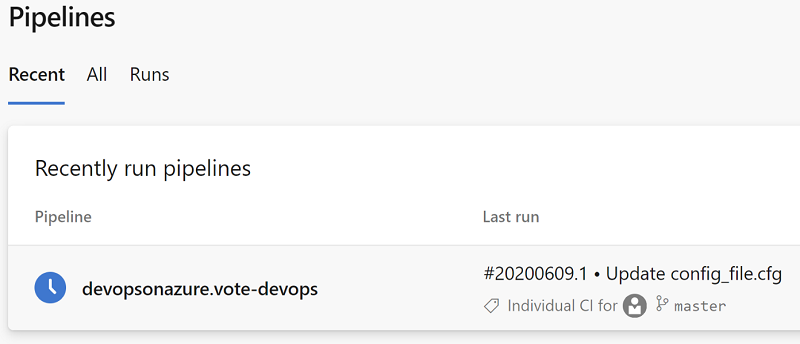 Pipelines
Recent All Runs
Recently run pipelines
Pipeline Last run
devopsonazure.vote-devops #20200609.1 • Update config_file.cfg
Individual CI for master